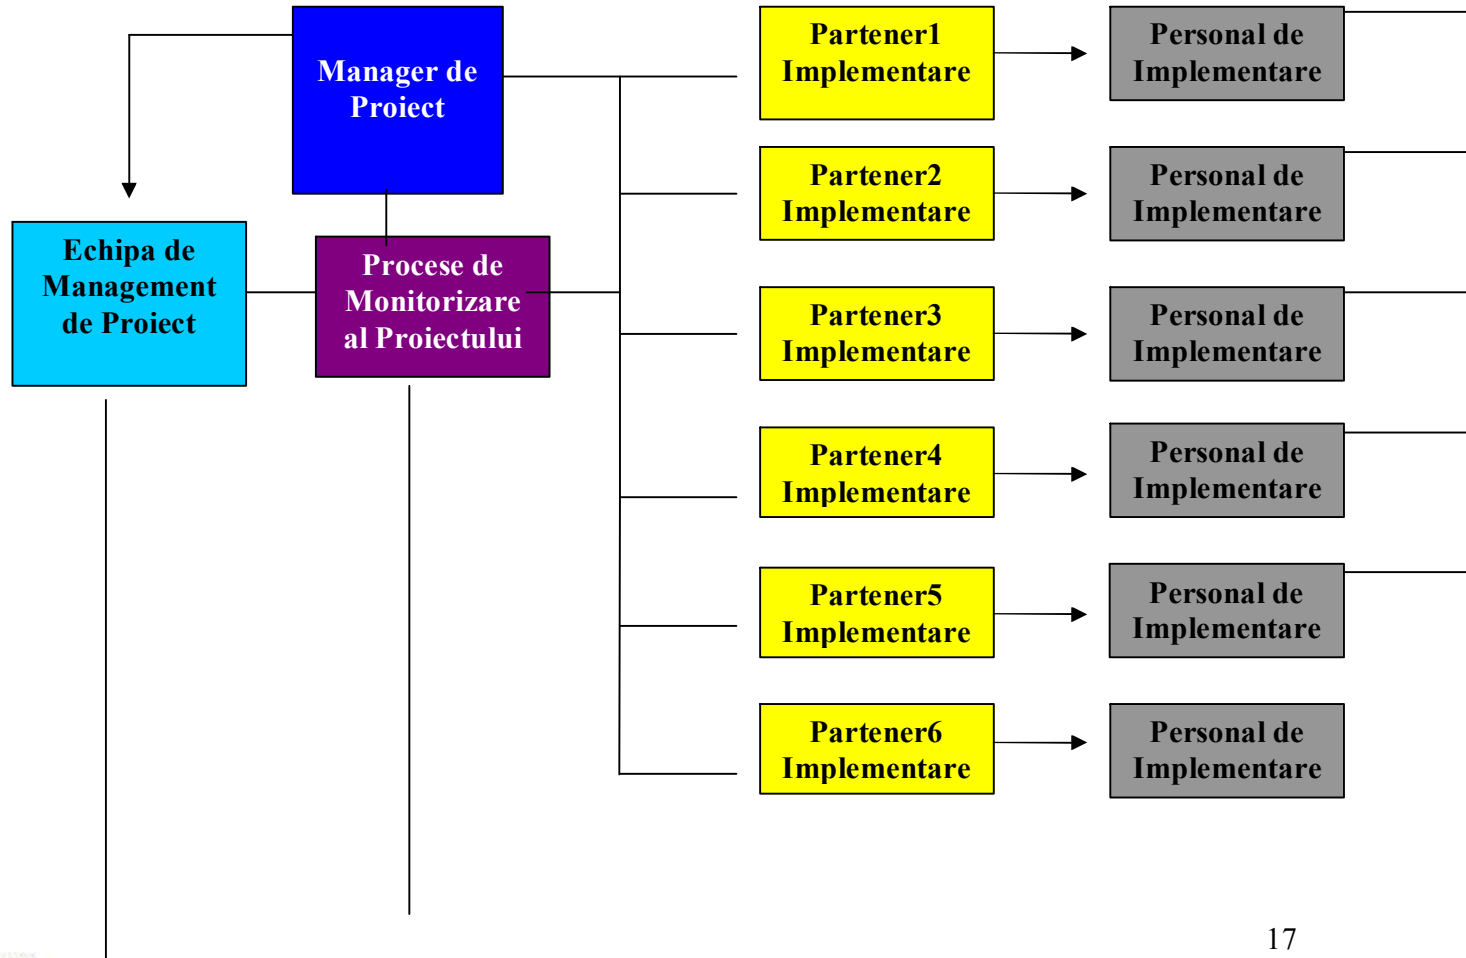 Manager de
Proiect
Echipa de
Management
de Proiect
Procese de
Monitorizare
al Proiectului
Partener1
Implementare
Personal de
Implementare
Partener2
Implementare
Personal de
Implementare
Partener3
Implementare
Personal de
Implementare
Partener4
Implementare
Personal de
Implementare
Partener5
Implementare
Personal de
Implementare
Partener6
Implementare
Personal de
Implementare
17